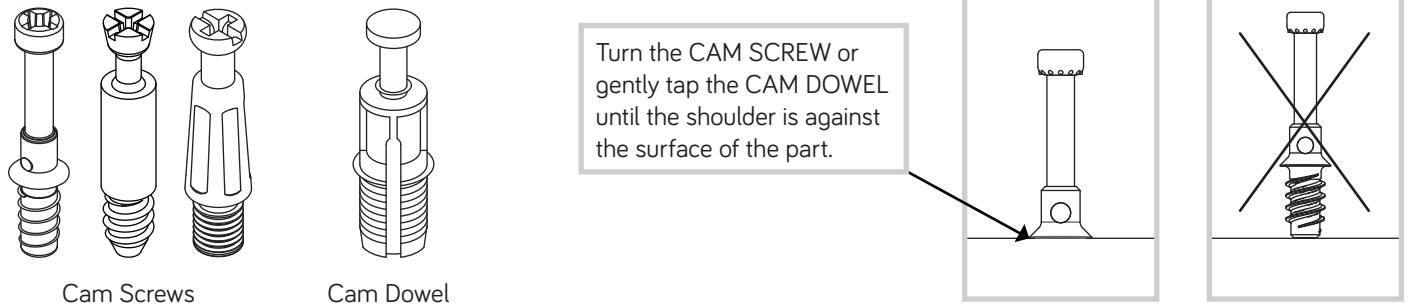 Turn the CAM SCREW or
gently tap the CAM DOWEL
until the shoulder is against
the surface of the part.
Cam Screws
Cam Dowel